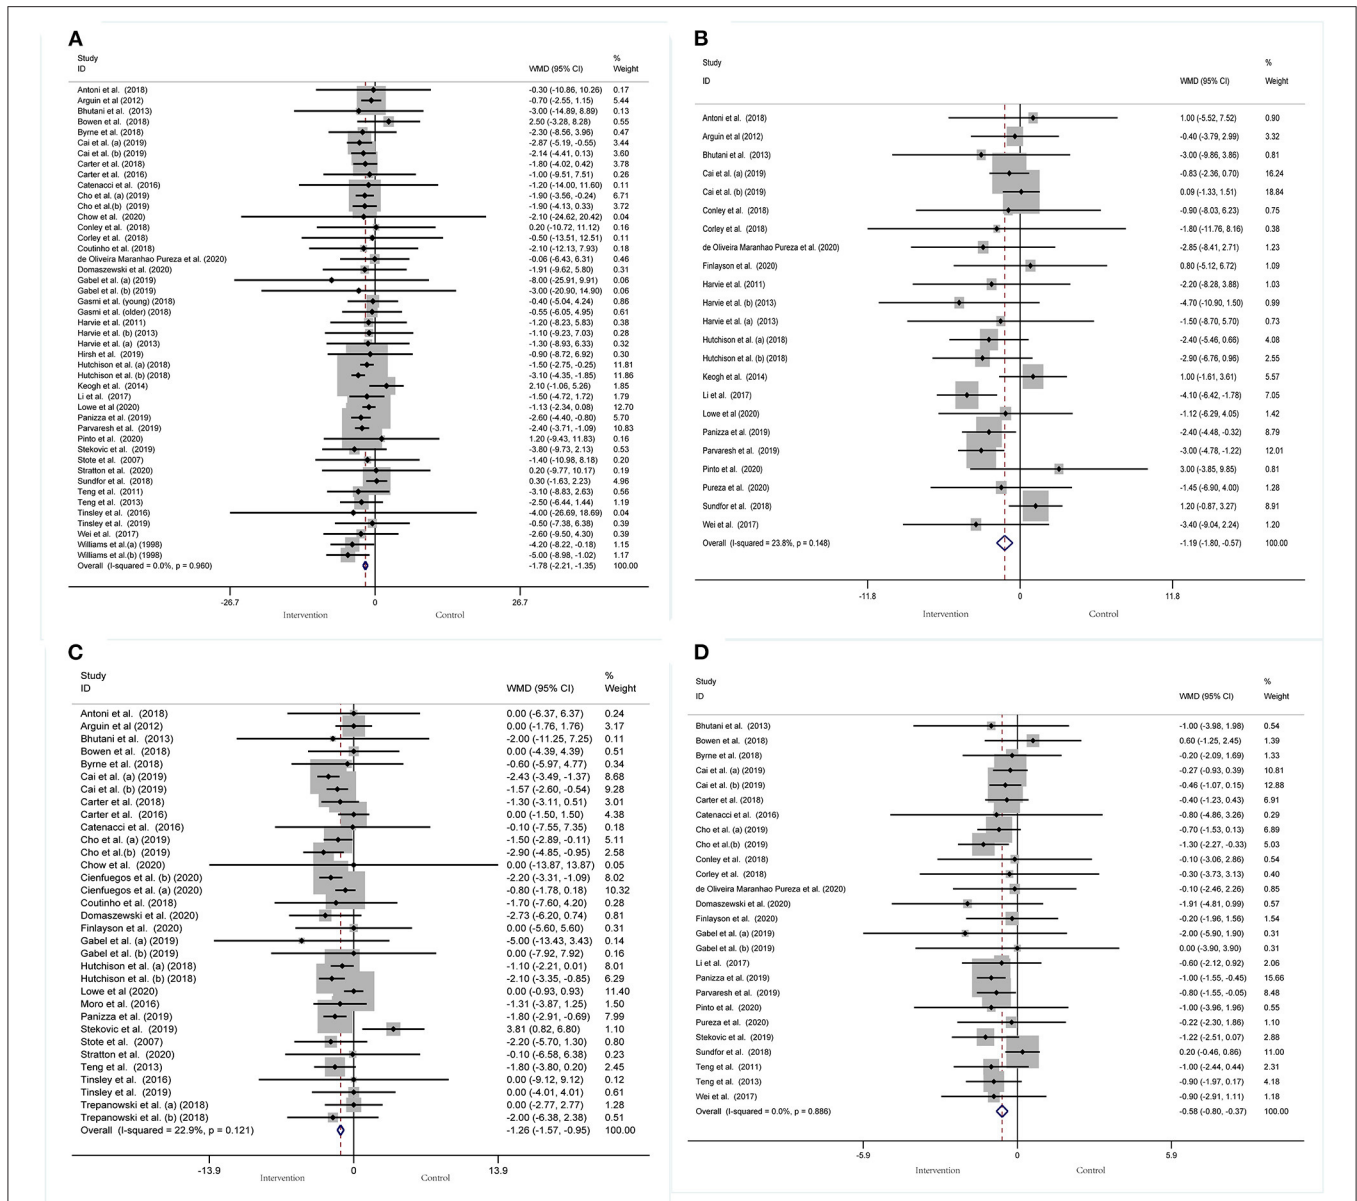 A
Study %
ID WMD (95% CI) Weight
Antoni et al. (2018) -0.30 (-10.86, 10.26) 0.17
Arguin et al (2012) -0.70 (-2.55, 1.15) 5.44
Bhutani et al. (2013) -3.00 (-14.89, 8.89) 0.13
Bowen et al. (2018) 2.50 (-3.28, 8.28) 0.55
Byrne et al. (2018) -2.30 (-8.56, 3.96) 0.47
Cai et al. (a) (2019) -2.87 (-5.19, -0.55) 3.44
Cai et al. (b) (2019) -2.14 (-4.41, 0.13) 3.60
Carter et al. (2018) -1.80 (-4.02, 0.42) 3.78
Carter et al. (2016) -1.00 (-9.51, 7.51) 0.26
Catenacci et al. (2016) -1.20 (-14.00, 11.60) 0.11
Cho et al. (a) (2019) -1.90 (-3.56, -0.24) 6.71
Cho et al.(b) (2019) -1.90 (-4.13, 0.33) 3.72
Chow et al. (2020) -2.10 (-24.62, 20.42) 0.04
Conley et al. (2018) 0.20 (-10.72, 11.12) 0.16
Corley et al. (2018) -0.50 (-13.51, 12.51) 0.11
Coutinho et al. (2018) -2.10 (-12.13, 7.93) 0.18
de Oliveira Maranhao Pureza et al. (2020) -0.06 (-6.43, 6.31) 0.46
Domaszewski et al. (2020) -1.91 (-9.62, 5.80) 0.31
Gabel et al. (a) (2019) -8.00 (-25.91, 9.91) 0.06
Gabel et al. (b) (2019) -3.00 (-20.90, 14.90) 0.06
Gasmi et al. (young) (2018) -0.40 (-5.04, 4.24) 0.86
Gasmi et al. (older) (2018) -0.55 (-6.05, 4.95) 0.61
Harvie et al. (2011) -1.20 (-8.23, 5.83) 0.38
Harvie et al. (b) (2013) -1.10 (-9.23, 7.03) 0.28
Harvie et al. (a) (2013) -1.30 (-8.93, 6.33) 0.32
Hirsh et al. (2019) -0.90 (-8.72, 6.92) 0.30
Hutchison et al. (a) (2018) -1.50 (-2.75, -0.25) 11.81
Hutchison et al. (b) (2018) -3.10 (-4.35, -1.85) 11.86
Keogh et al. (2014) 2.10 (-1.06, 5.26) 1.85
Li et al. (2017) -1.50 (-4.72, 1.72) 1.79
Lowe et al (2020) -1.13 (-2.34, 0.08) 12.70
Panizza et al. (2019) -2.60 (-4.40, -0.80) 5.70
Parvaresh et al. (2019) -2.40 (-3.71, -1.09) 10.83
Pinto et al. (2020) 1.20 (-9.43, 11.83) 0.16
Stekovic et al. (2019) -3.80 (-9.73, 2.13) 0.53
Stote et al. (2007) -1.40 (-10.98, 8.18) 0.20
Stratton et al. (2020) 0.20 (-9.77, 10.17) 0.19
Sundfor et al. (2018) 0.30 (-1.63, 2.23) 4.96
Teng et al. (2011) -3.10 (-8.83, 2.63) 0.56
Teng et al. (2013) -2.50 (-6.44, 1.44) 1.19
Tinsley et al. (2016) -4.00 (-26.69, 18.69) 0.04
Tinsley et al. (2019) -0.50 (-7.38, 6.38) 0.39
Wei et al. (2017) -2.60 (-9.50, 4.30) 0.39
Williams et al.(a) (1998) -4.20 (-8.22, -0.18) 1.15
Williams et al.(b) (1998) -5.00 (-8.98, -1.02) 1.17
Overall (I-squared = 0.0%, p = 0.960) -1.78 (-2.21, -1.35) 100.00
-26.7 0 26.7
Intervention Control
B
Study %
ID WMD (95% CI) Weight
Antoni et al. (2018) 1.00 (-5.52, 7.52) 0.90
Arguin et al (2012) -0.40 (-3.79, 2.99) 3.32
Bhutani et al. (2013) -3.00 (-9.86, 3.86) 0.81
Cai et al. (a) (2019) -0.83 (-2.36, 0.70) 16.24
Cai et al. (b) (2019) 0.09 (-1.33, 1.51) 18.84
Conley et al. (2018) -0.90 (-8.03, 6.23) 0.75
Corley et al. (2018) -1.80 (-11.76, 8.16) 0.38
de Oliveira Maranhao Pureza et al. (2020) -2.85 (-8.41, 2.71) 1.23
Finlayson et al. (2020) 0.80 (-5.12, 6.72) 1.09
Harvie et al. (2011) -2.20 (-8.28, 3.88) 1.03
Harvie et al. (b) (2013) -4.70 (-10.90, 1.50) 0.99
Harvie et al. (a) (2013) -1.50 (-8.70, 5.70) 0.73
Hutchison et al. (a) (2018) -2.40 (-5.46, 0.66) 4.08
Hutchison et al. (b) (2018) -2.90 (-6.76, 0.96) 2.55
Keogh et al. (2014) 1.00 (-1.61, 3.61) 5.57
Li et al. (2017) -4.10 (-6.42, -1.78) 7.05
Lowe et al (2020) -1.12 (-6.29, 4.05) 1.42
Panizza et al. (2019) -2.40 (-4.48, -0.32) 8.79
Parvaresh et al. (2019) -3.00 (-4.78, -1.22) 12.01
Pinto et al. (2020) 3.00 (-3.85, 9.85) 0.81
Pureza et al. (2020) -1.45 (-6.90, 4.00) 1.28
Sundfor et al. (2018) 1.20 (-0.87, 3.27) 8.91
Wei et al. (2017) -3.40 (-9.04, 2.24) 1.20
Overall (I-squared = 23.8%, p = 0.148) -1.19 (-1.80, -0.57) 100.00
-11.8 0 11.8
Intervention Control
C
Study %
ID WMD (95% CI) Weight
Antoni et al. (2018) 0.00 (-6.37, 6.37) 0.24
Arguin et al (2012) 0.00 (-1.76, 1.76) 3.17
Bhutani et al. (2013) -2.00 (-11.25, 7.25) 0.11
Bowen et al. (2018) 0.00 (-4.39, 4.39) 0.51
Byrne et al. (2018) -0.60 (-5.97, 4.77) 0.34
Cai et al. (a) (2019) -2.43 (-3.49, -1.37) 8.68
Cai et al. (b) (2019) -1.57 (-2.60, -0.54) 9.28
Carter et al. (2018) -1.30 (-3.11, 0.51) 3.01
Carter et al. (2016) 0.00 (-1.50, 1.50) 4.38
Catenacci et al. (2016) -0.10 (-7.55, 7.35) 0.18
Cho et al. (a) (2019) -1.50 (-2.89, -0.11) 5.11
Cho et al.(b) (2019) -2.90 (-4.85, -0.95) 2.58
Chow et al. (2020) 0.00 (-13.87, 13.87) 0.05
Cienfuegos et al. (b) (2020) -2.20 (-3.31, -1.09) 8.02
Cienfuegos et al. (a) (2020) -0.80 (-1.78, 0.18) 10.32
Coutinho et al. (2018) -1.70 (-7.60, 4.20) 0.28
Domaszewski et al. (2020) -2.73 (-6.20, 0.74) 0.81
Finlayson et al. (2020) 0.00 (-5.60, 5.60) 0.31
Gabel et al. (a) (2019) -5.00 (-13.43, 3.43) 0.14
Gabel et al. (b) (2019) 0.00 (-7.92, 7.92) 0.16
Hutchison et al. (a) (2018) -1.10 (-2.21, 0.01) 8.01
Hutchison et al. (b) (2018) -2.10 (-3.35, -0.85) 6.29
Lowe et al (2020) 0.00 (-0.93, 0.93) 11.40
Moro et al. (2016) -1.31 (-3.87, 1.25) 1.50
Panizza et al. (2019) -1.80 (-2.91, -0.69) 7.99
Stekovic et al. (2019) 3.81 (0.82, 6.80) 1.10
Stote et al. (2007) -2.20 (-5.70, 1.30) 0.80
Stratton et al. (2020) -0.10 (-6.58, 6.38) 0.23
Teng et al. (2013) -1.80 (-3.80, 0.20) 2.45
Tinsley et al. (2016) 0.00 (-9.12, 9.12) 0.12
Tinsley et al. (2019) 0.00 (-4.01, 4.01) 0.61
Trepanowski et al. (a) (2018) 0.00 (-2.77, 2.77) 1.28
Trepanowski et al. (b) (2018) -2.00 (-6.38, 2.38) 0.51
Overall (I-squared = 22.9%, p = 0.121) -1.26 (-1.57, -0.95) 100.00
-13.9 0 13.9
Intervention Control
D
Study %
ID WMD (95% CI) Weight
Bhutani et al. (2013) -1.00 (-3.98, 1.98) 0.54
Bowen et al. (2018) 0.60 (-1.25, 2.45) 1.39
Byrne et al. (2018) -0.20 (-2.09, 1.69) 1.33
Cai et al. (a) (2019) -0.27 (-0.93, 0.39) 10.81
Cai et al. (b) (2019) -0.46 (-1.07, 0.15) 12.88
Carter et al. (2018) -0.40 (-1.23, 0.43) 6.91
Catenacci et al. (2016) -0.80 (-4.86, 3.26) 0.29
Cho et al. (a) (2019) -0.70 (-1.53, 0.13) 6.89
Cho et al.(b) (2019) -1.30 (-2.27, -0.33) 5.03
Conley et al. (2018) -0.10 (-3.06, 2.86) 0.54
Corley et al. (2018) -0.30 (-3.73, 3.13) 0.40
de Oliveira Maranhao Pureza et al. (2020) -0.10 (-2.46, 2.26) 0.85
Domaszewski et al. (2020) -1.91 (-4.81, 0.99) 0.57
Finlayson et al. (2020) -0.20 (-1.96, 1.56) 1.54
Gabel et al. (a) (2019) -2.00 (-5.90, 1.90) 0.31
Gabel et al. (b) (2019) 0.00 (-3.90, 3.90) 0.31
Li et al. (2017) -0.60 (-2.12, 0.92) 2.06
Panizza et al. (2019) -1.00 (-1.55, -0.45) 15.66
Parvaresh et al. (2019) -0.80 (-1.55, -0.05) 8.48
Pinto et al. (2020) -1.00 (-3.96, 1.96) 0.55
Pureza et al. (2020) -0.22 (-2.30, 1.86) 1.10
Stekovic et al. (2019) -1.22 (-2.51, 0.07) 2.88
Sundfor et al. (2018) 0.20 (-0.46, 0.86) 11.00
Teng et al. (2011) -1.00 (-2.44, 0.44) 2.31
Teng et al. (2013) -0.90 (-1.97, 0.17) 4.18
Wei et al. (2017) -0.90 (-2.91, 1.11) 1.18
Overall (I-squared = 0.0%, p = 0.886) -0.58 (-0.80, -0.37) 100.00
-5.9 0 5.9
Intervention Control